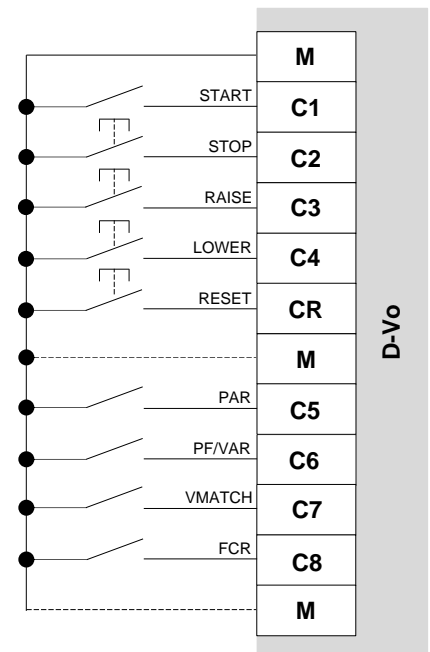 M
START C1
STOP C2
RAISE C3
LOWER C4
RESET CR
M
PAR C5
PF/VAR C6
VMATCH C7
FCR C8
M
D-Vo